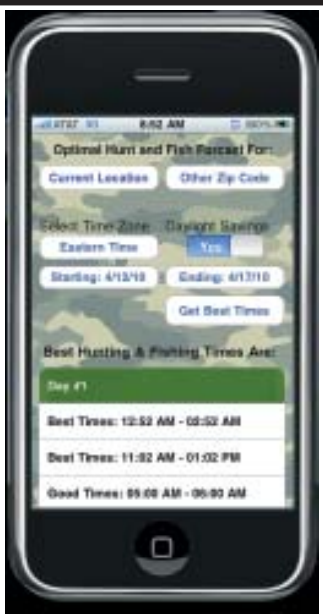 AT&T 3G 8:52 AM 100%
Optimal Hunt and Fish Forcast For:
Current Location Other Zip Code
Select Time Zone Daylight Savings
Eastern Time Yes
Starting: 4/13/10 Ending: 4/17/10
Get Best Times
Best Hunting & Fishing Times Are:
Day #1
Best Times: 12:52 AM - 02:52 AM
Best Times: 11:02 AM - 01:02 PM
Good Times: 05:00 AM - 06:00 AM